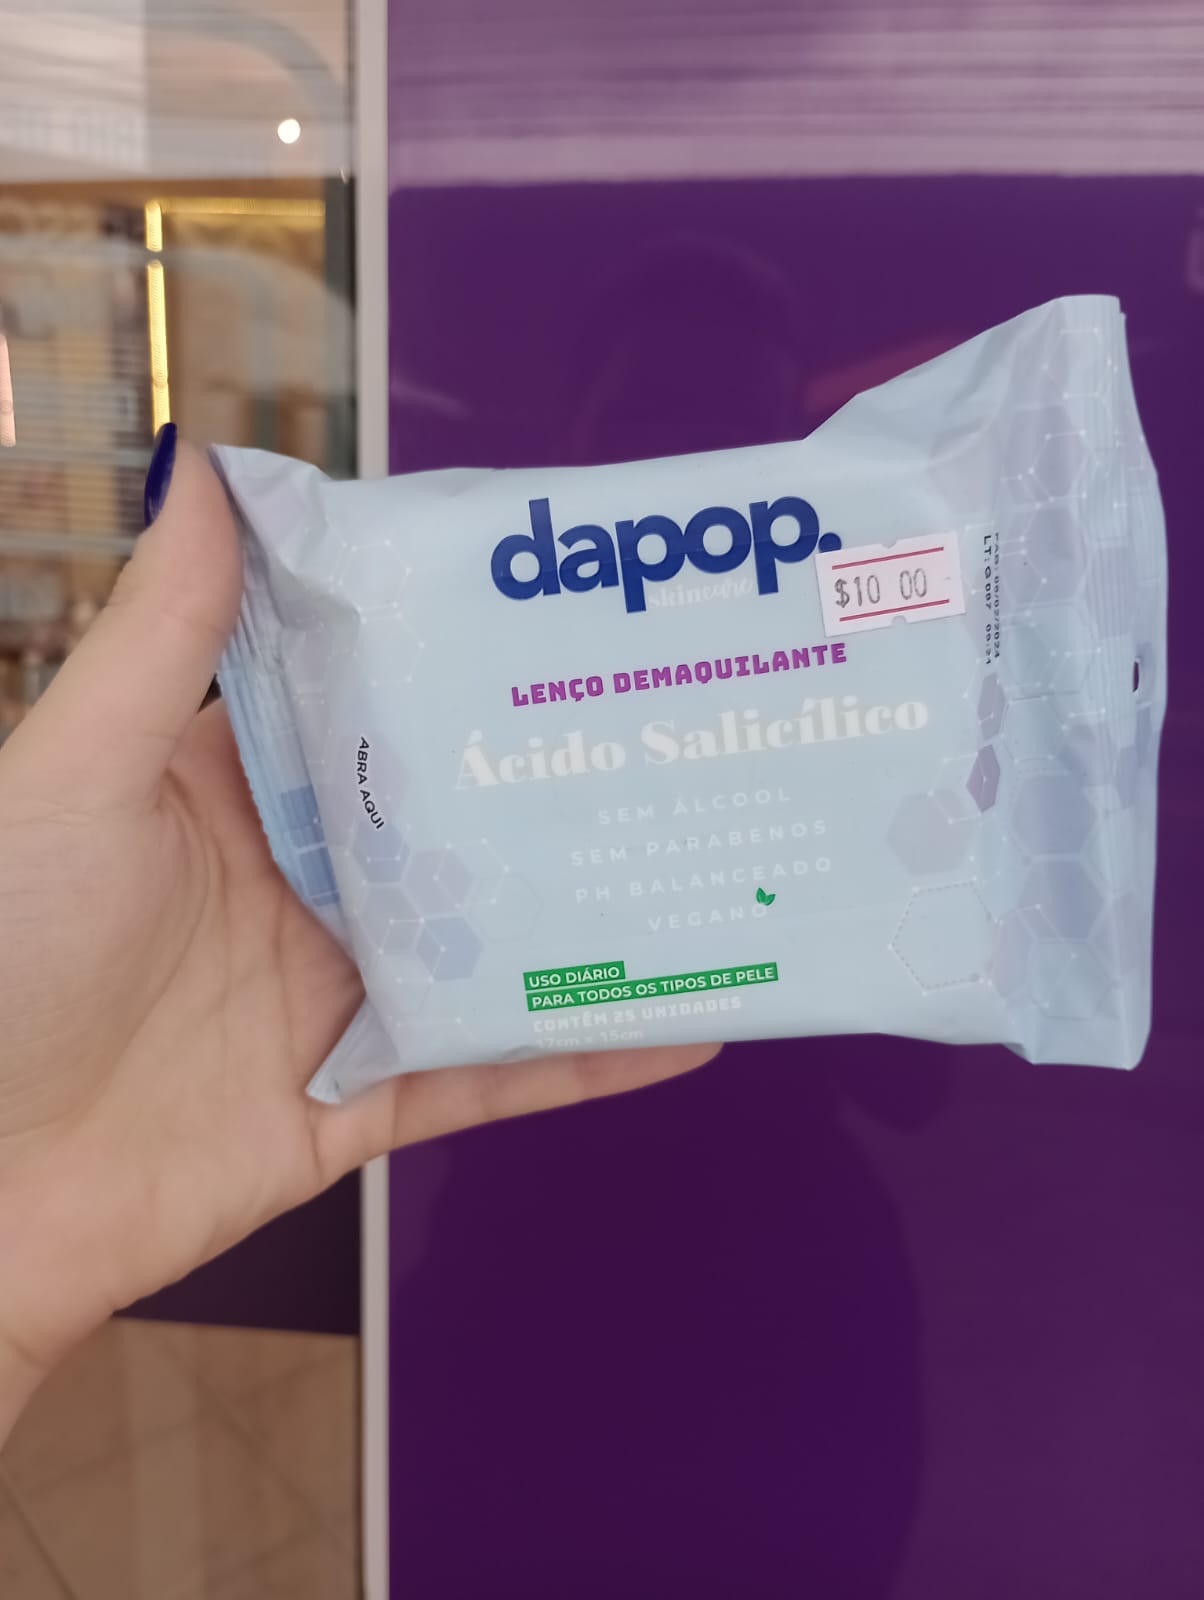 dapop.
skincare
$10 00
LENÇO DEMAQUILANTE
Ácido Salicílico
SEM ÁLCOOL
SEM PARABENOS
PH BALANCEADO
VEGANO
USO DIÁRIO
PARA TODOS OS TIPOS DE PELE
CONTÉM 25 UNIDADES
17cm x 15cm
ABRA AQUI